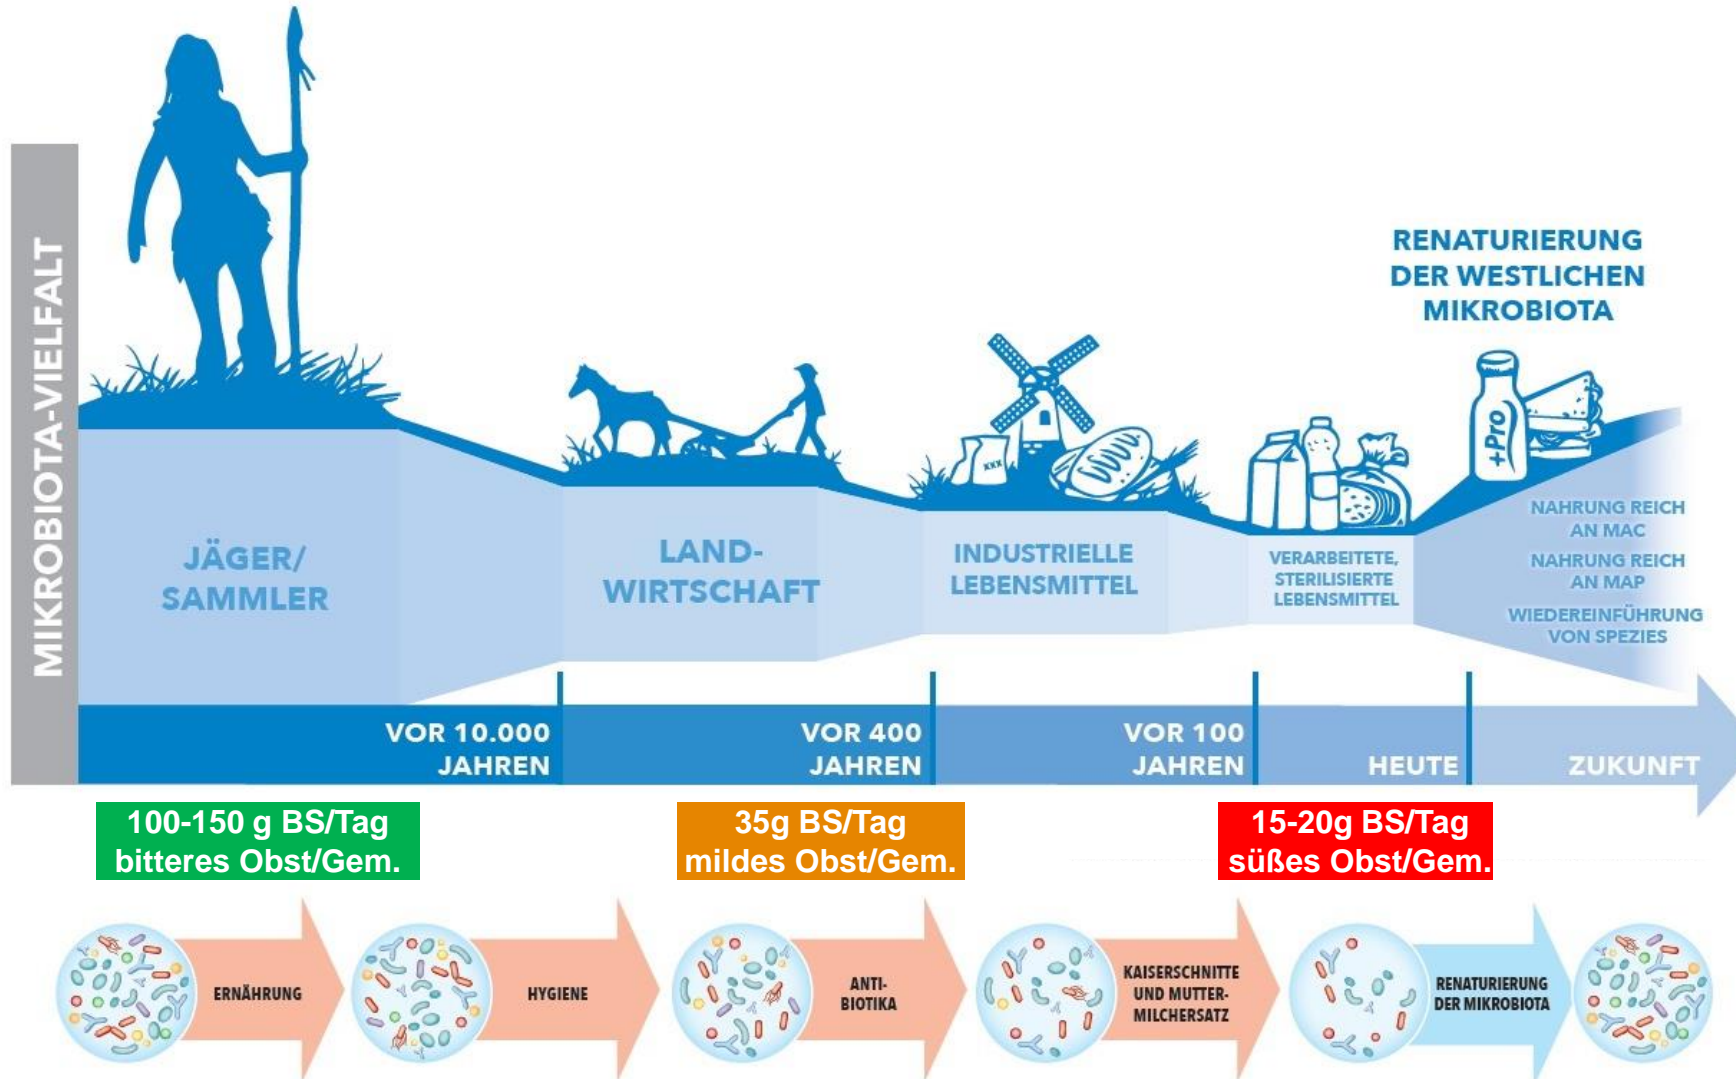 MIKROBIOTA-VIELFALT
RENATURIERUNG
DER WESTLICHEN
MIKROBIOTA
+Pro
XXX
JÄGER/
SAMMLER
LAND-
WIRTSCHAFT
INDUSTRIELLE
LEBENSMITTEL
VERARBEITETE,
STERILISIERTE
LEBENSMITTEL
NAHRUNG REICH
AN MAC
NAHRUNG REICH
AN MAP
WIEDEREINFÜHRUNG
VON SPEZIES
VOR 10.000
JAHREN
VOR 400
JAHREN
VOR 100
JAHREN
HEUTE
ZUKUNFT
100-150 g BS/Tag
bitteres Obst/Gem.
35g BS/Tag
mildes Obst/Gem.
15-20g BS/Tag
süßes Obst/Gem.
ERNÄHRUNG
HYGIENE
ANTI-
BIOTIKA
KAISERSCHNITTE
UND MUTTER-
MILCHERSATZ
RENATURIERUNG
DER MIKROBIOTA